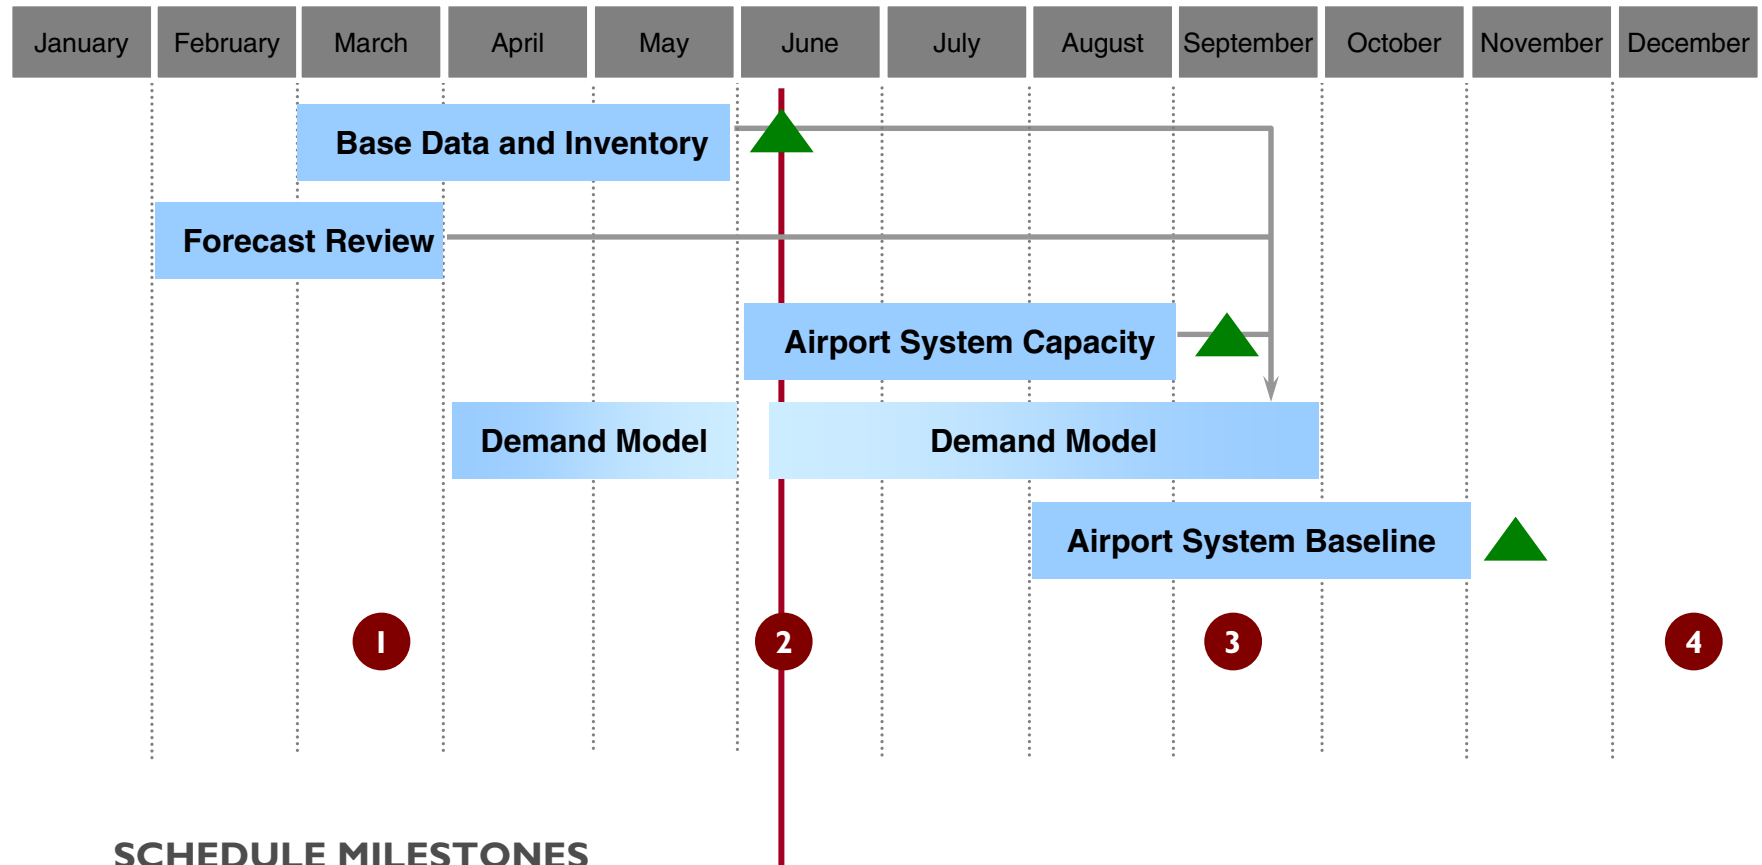 January February March April May June July August September October November December
Base Data and Inventory
Forecast Review
Airport System Capacity
Demand Model Demand Model
Airport System Baseline
1 2 3 4
SCHEDULE MILESTONES